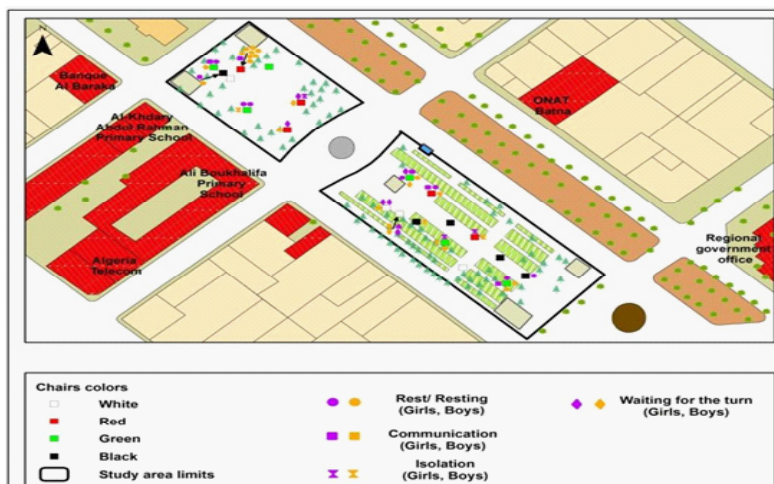 Banque
Al Baraka
Al-Khdary
Abdul Rahman
Primary School
Ali Boukhalifa
Primary
School
Algeria
Telecom
ONAT
Batna
Regional
government
office
Chairs colors
White
Red
Green
Black
Study area limits
Rest/ Resting
(Girls, Boys)
Communication
(Girls, Boys)
Isolation
(Girls, Boys)
Waiting for the turn
(Girls, Boys)